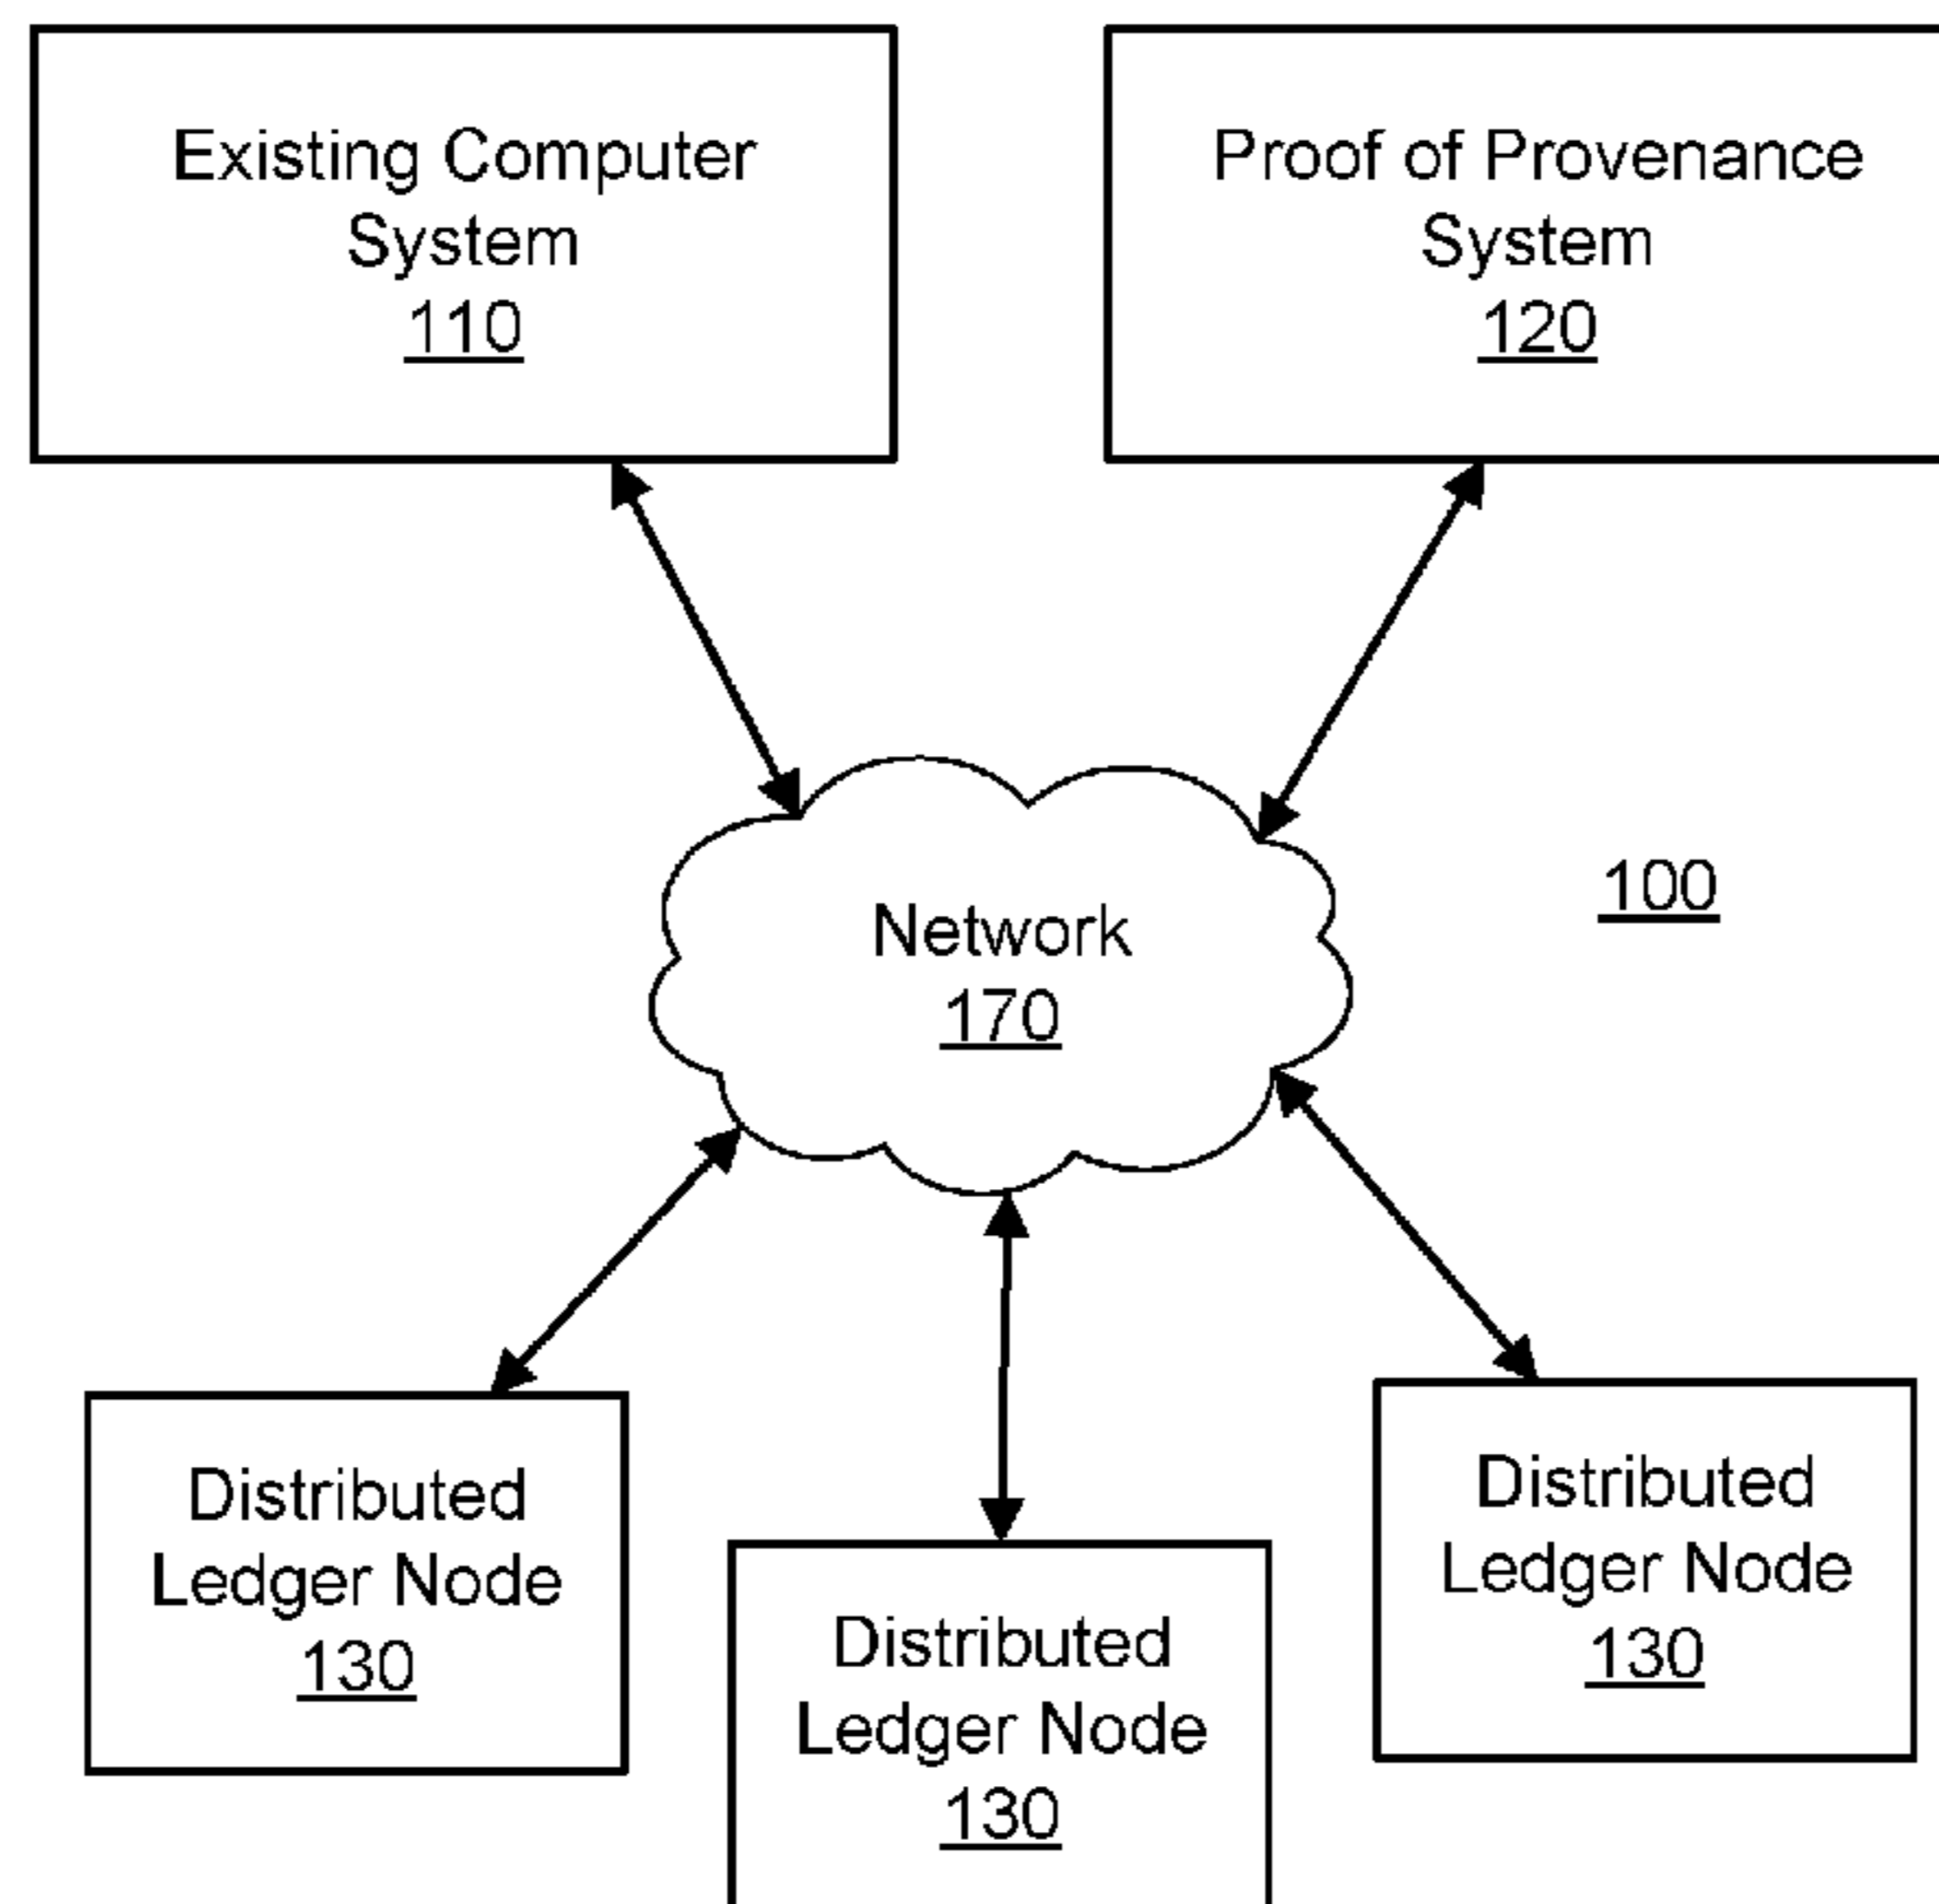 Existing Computer
System
110
Proof of Provenance
System
120
Network
170
100
Distributed
Ledger Node
130
Distributed
Ledger Node
130
Distributed
Ledger Node
130